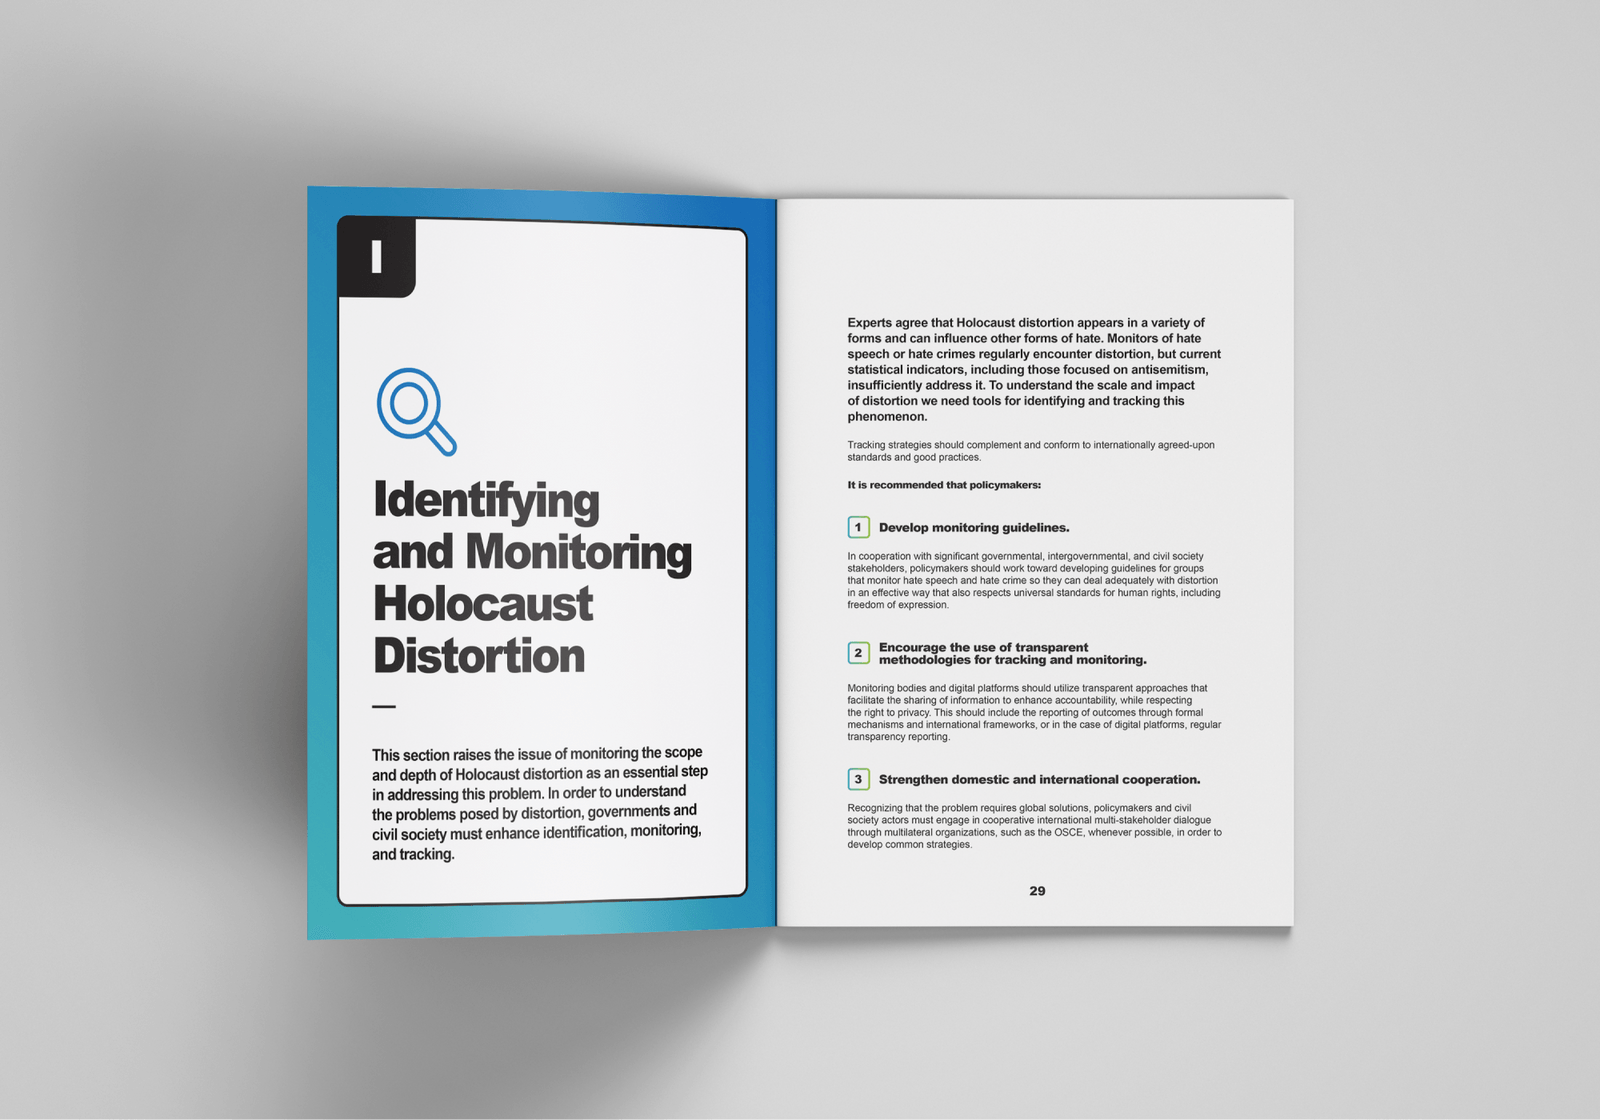 I
Identifying
and Monitoring
Holocaust
Distortion
This section raises the issue of monitoring the scope
and depth of Holocaust distortion as an essential step
in addressing this problem. In order to understand
the problems posed by distortion, governments and
civil society must enhance identification, monitoring,
and tracking.
Experts agree that Holocaust distortion appears in a variety of
forms and can influence other forms of hate. Monitors of hate
speech or hate crimes regularly encounter distortion, but current
statistical indicators, including those focused on antisemitism,
insufficiently address it. To understand the scale and impact
of distortion we need tools for identifying and tracking this
phenomenon.
Tracking strategies should complement and conform to internationally agreed-upon
standards and good practices.
It is recommended that policymakers:
1 Develop monitoring guidelines.
In cooperation with significant governmental, intergovernmental, and civil society
stakeholders, policymakers should work toward developing guidelines for groups
that monitor hate speech and hate crime so they can deal adequately with distortion
in an effective way that also respects universal standards for human rights, including
freedom of expression.
2 Encourage the use of transparent
methodologies for tracking and monitoring.
Monitoring bodies and digital platforms should utilize transparent approaches that
facilitate the sharing of information to enhance accountability, while respecting
the right to privacy. This should include the reporting of outcomes through formal
mechanisms and international frameworks, or in the case of digital platforms, regular
transparency reporting.
3 Strengthen domestic and international cooperation.
Recognizing that the problem requires global solutions, policymakers and civil
society actors must engage in cooperative international multi-stakeholder dialogue
through multilateral organizations, such as the OSCE, whenever possible, in order to
develop common strategies.
29